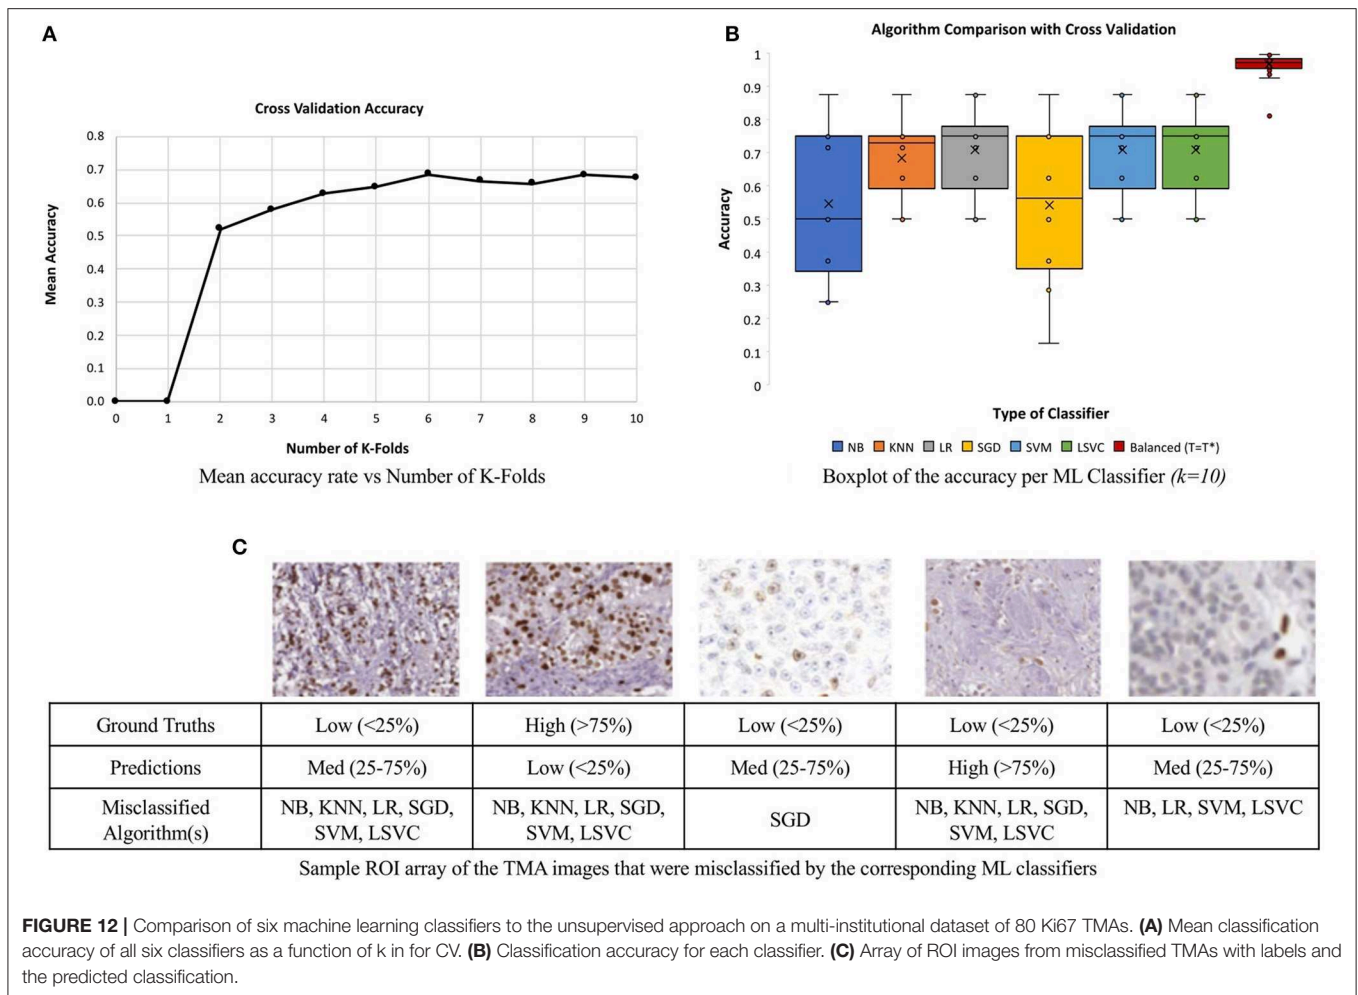 A
Cross Validation Accuracy
Mean Accuracy
0.8
0.7
0.6
0.5
0.4
0.3
0.2
0.1
0.0
0 1 2 3 4 5 6 7 8 9 10
Number of K-Folds
Mean accuracy rate vs Number of K-Folds
B
Algorithm Comparison with Cross Validation
Accuracy
1
0.9
0.8
0.7
0.6
0.5
0.4
0.3
0.2
0.1
0
Type of Classifier
NB KNN LR SGD SVM LSVC Balanced (T=T*)
Boxplot of the accuracy per ML Classifier (k=10)
C
Ground Truths Low (<25%) High (>75%) Low (<25%) Low (<25%) Low (<25%)
Predictions Med (25-75%) Low (<25%) Med (25-75%) High (>75%) Med (25-75%)
Misclassified Algorithm(s) NB, KNN, LR, SGD, SVM, LSVC NB, KNN, LR, SGD, SVM, LSVC SGD NB, KNN, LR, SGD, SVM, LSVC NB, LR, SVM, LSVC
Sample ROI array of the TMA images that were misclassified by the corresponding ML classifiers
FIGURE 12 | Comparison of six machine learning classifiers to the unsupervised approach on a multi-institutional dataset of 80 Ki67 TMAs. (A) Mean classification
accuracy of all six classifiers as a function of k in for CV. (B) Classification accuracy for each classifier. (C) Array of ROI images from misclassified TMAs with labels and
the predicted classification.